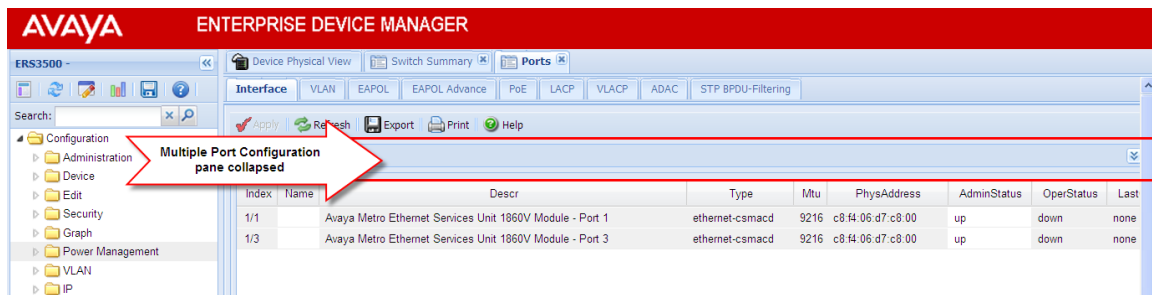 AVAYA ENTERPRISE DEVICE MANAGER
ERS3500 -
Device Physical View Switch Summary Ports
Interface VLAN EAPOL EAPOL Advance PoE LACP VLACP ADAC STP BPDU-Filtering
Search:
Apply Refresh Export Print Help
Configuration
Administration
Device
Edit
Security
Graph
Power Management
VLAN
IP
Multiple Port Configuration
pane collapsed
Index Name Descr Type Mtu PhysAddress AdminStatus OperStatus Last
1/1 Avaya Metro Ethernet Services Unit 1860V Module - Port 1 ethernet-csmacd 9216 c8:f4:06:d7:c8:00 up down none
1/3 Avaya Metro Ethernet Services Unit 1860V Module - Port 3 ethernet-csmacd 9216 c8:f4:06:d7:c8:00 up down none